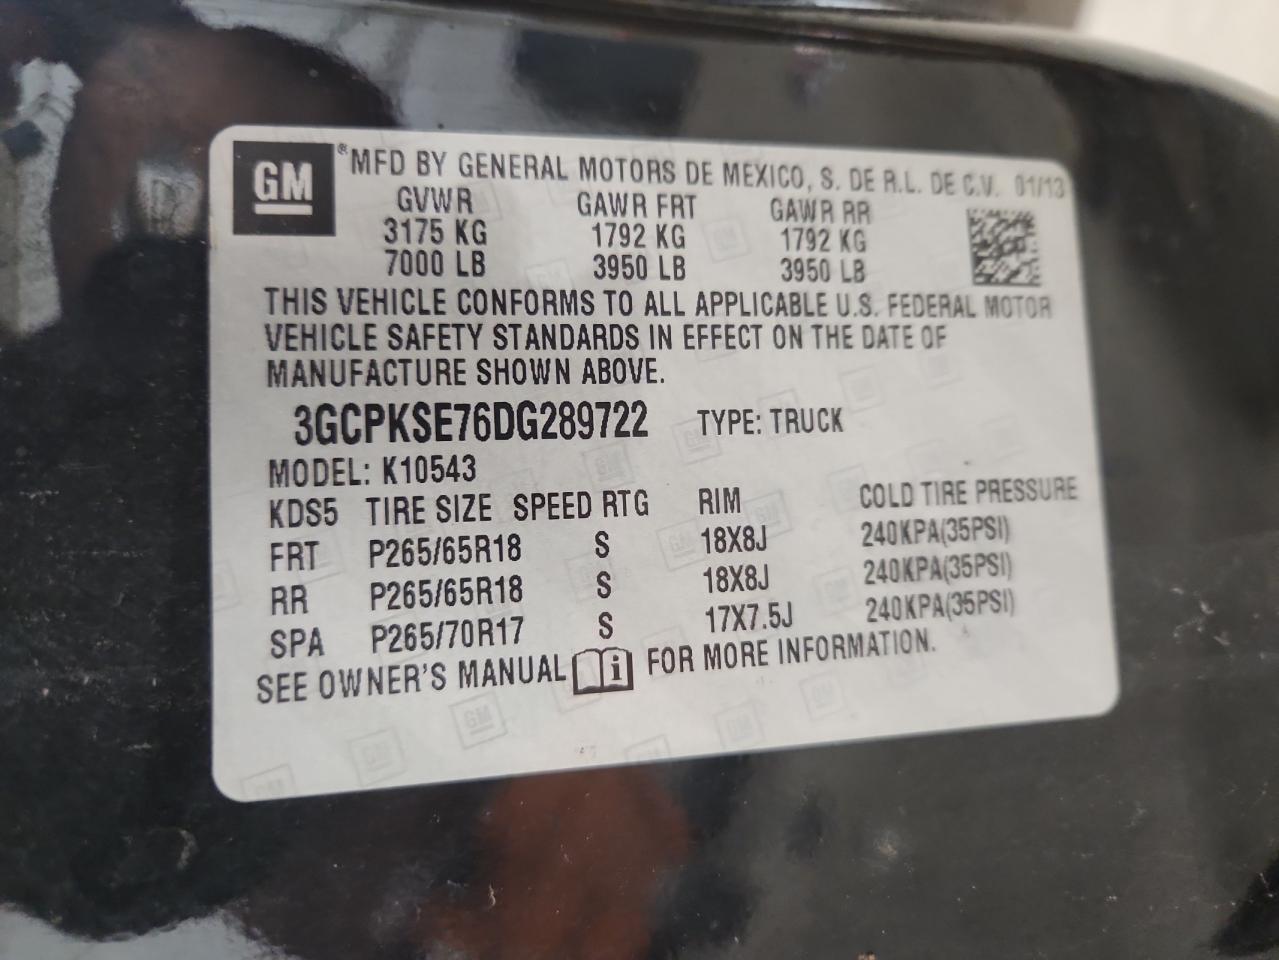 GM ® MFD BY GENERAL MOTORS DE MEXICO, S. DE R.L. DE C.V. 01/13
GVWR GAWR FRT GAWR RR
3175 KG 1792 KG 1792 KG
7000 LB 3950 LB 3950 LB
THIS VEHICLE CONFORMS TO ALL APPLICABLE U.S. FEDERAL MOTOR
VEHICLE SAFETY STANDARDS IN EFFECT ON THE DATE OF
MANUFACTURE SHOWN ABOVE.
3GCPKSE76DG289722 TYPE: TRUCK
MODEL: K10543
KDS5 TIRE SIZE SPEED RTG RIM COLD TIRE PRESSURE
FRT P265/65R18 S 18X8J 240KPA(35PSI)
RR P265/65R18 S 18X8J 240KPA(35PSI)
SPA P265/70R17 S 17X7.5J 240KPA(35PSI)
SEE OWNER'S MANUAL i FOR MORE INFORMATION.